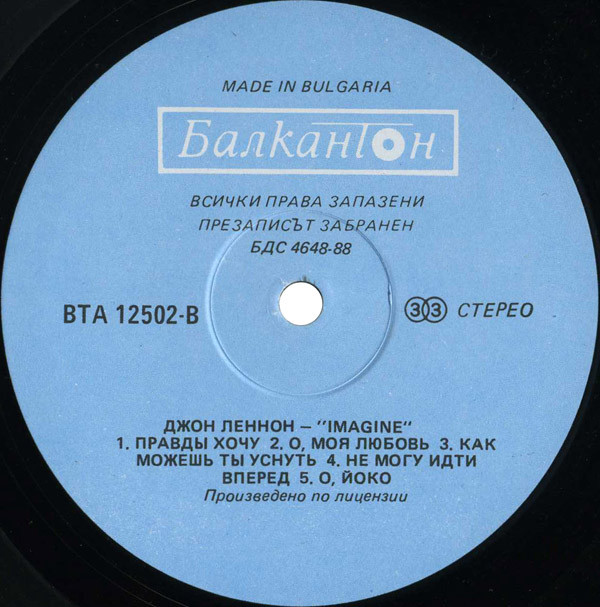 MADE IN BULGARIA
БалканТон
ВСИЧКИ ПРАВА ЗАПАЗЕНИ
ПРЕЗАПИСЪТ ЗАБРАНЕН
БДС 4648-88
ВТА 12502-В
33 СТЕРЕО
ДЖОН ЛЕННОН – "IMAGINE"
1. ПРАВДЫ ХОЧУ 2. О, МОЯ ЛЮБОВЬ 3. КАК
МОЖЕШЬ ТЫ УСНУТЬ 4. НЕ МОГУ ИДТИ
ВПЕРЕД 5. О, ЙОКО
Произведено по лицензии